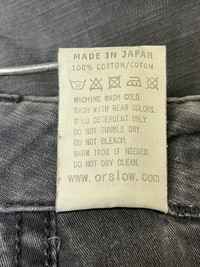 MADE IN JAPAN
100% COTTON/COTON
MACHINE WASH COLD.
WASH WITH NEAR COLORS.
MILD DETERGENT ONLY.
DO NOT TUMBLE DRY.
DO NOT BLEACH.
WARM IRON IF NEEDED.
DO NOT DRY CLEAN.
www.orslow.com